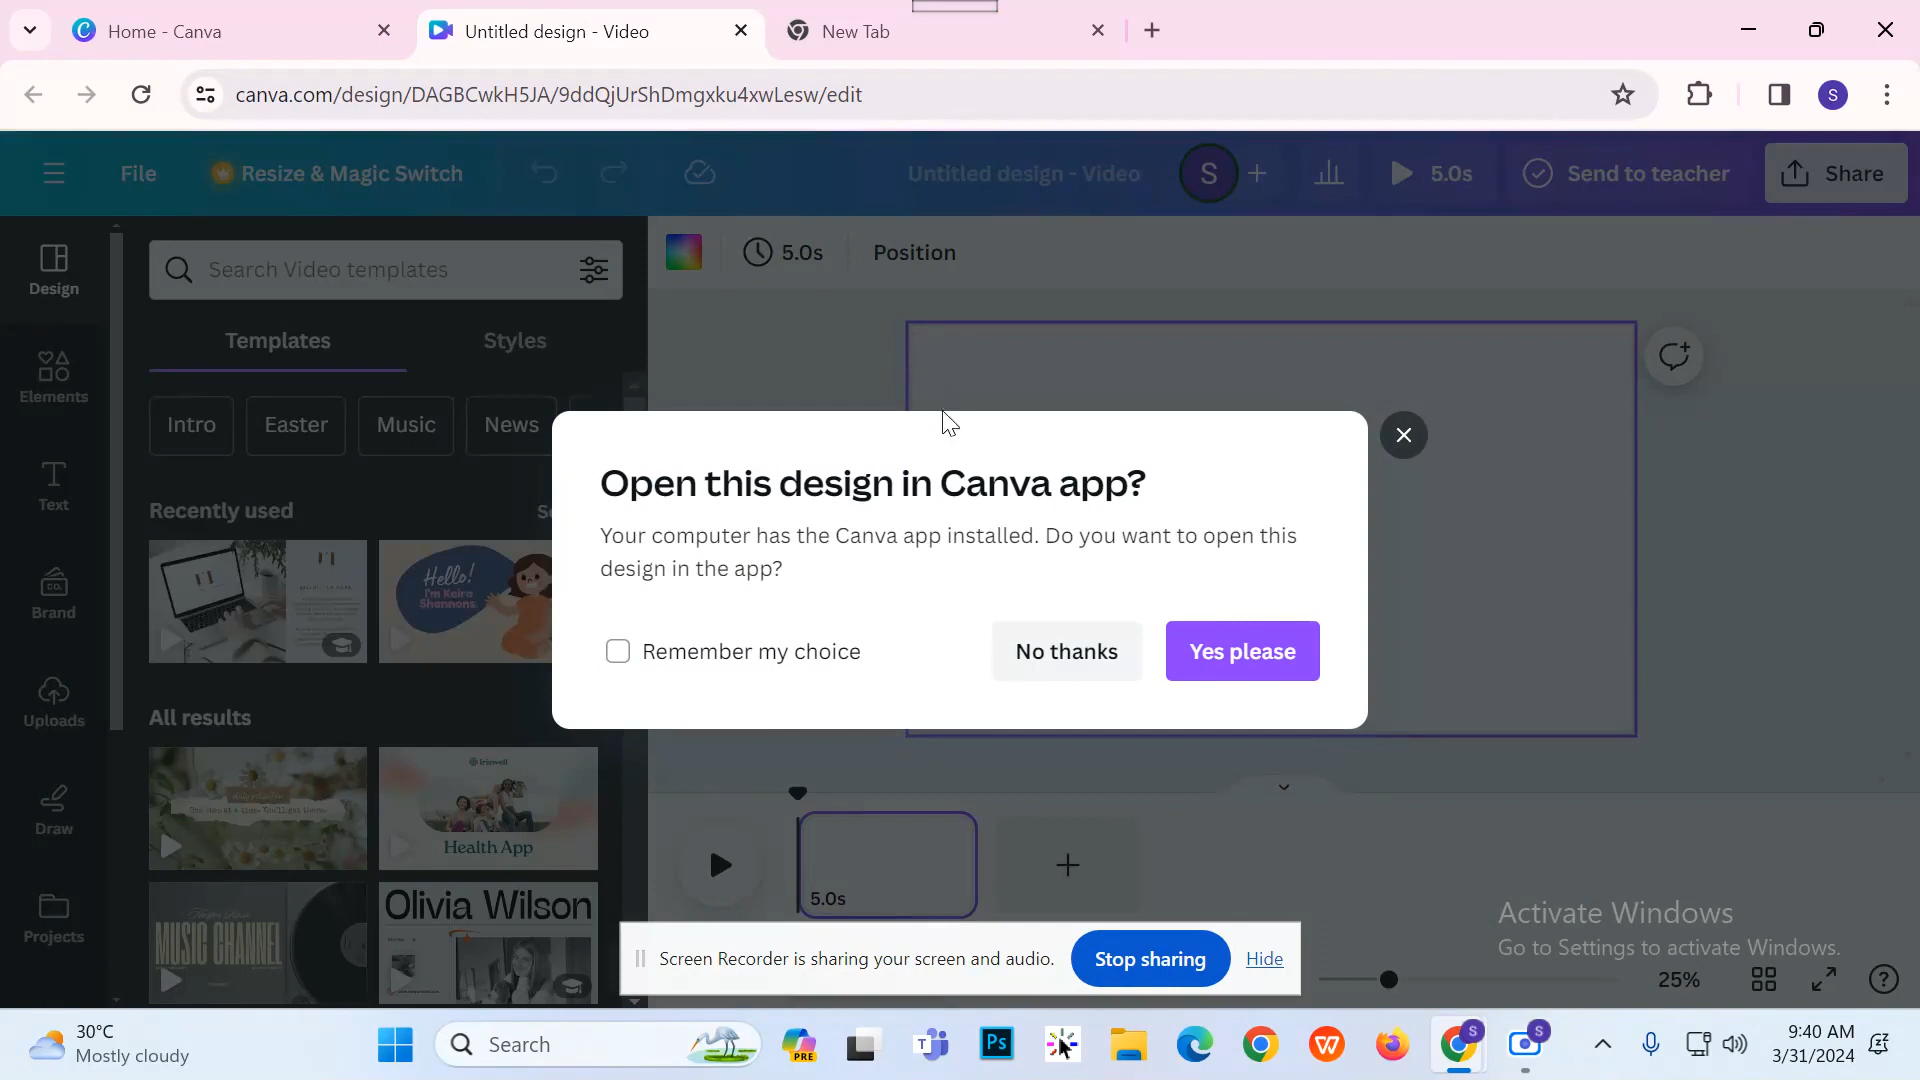 Home - Canva
Untitled design - Video
New Tab
canva.com/design/DAGBCwkH5JA/9ddQjUrShDmgxku4xwLesw/edit
S
File
Resize & Magic Switch
Untitled design - Video
S
5.0s
Send to teacher
Share
Design
Elements
Text
Brand
Uploads
Draw
Projects
Search Video templates
Templates
Styles
Intro
Easter
Music
News
Recently used
Hello!
I'm Keira
Shannons.
All results
Health App
MUSIC CHANNEL
Olivia Wilson
5.0s
Position
Open this design in Canva app?
Your computer has the Canva app installed. Do you want to open this
design in the app?
Remember my choice
No thanks
Yes please
5.0s
Activate Windows
Go to Settings to activate Windows.
Screen Recorder is sharing your screen and audio.
Stop sharing
Hide
25%
30°C
Mostly cloudy
Search
PRE
Ps
S
S
9:40 AM
3/31/2024